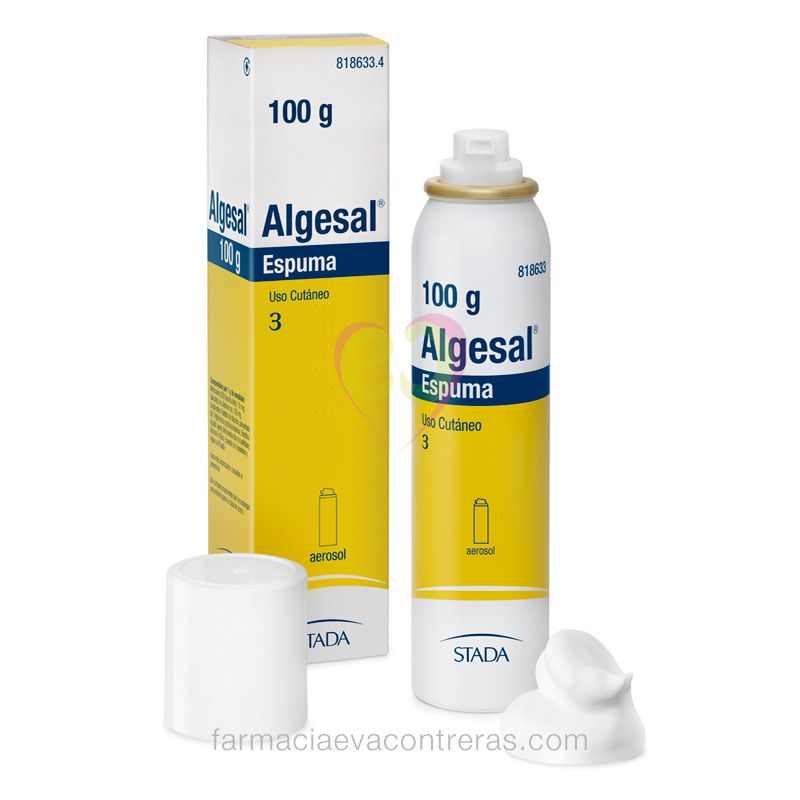 818633.4
100 g
Algesal®
Espuma
Uso Cutáneo
3
aerosol
STADA
Algesal®
100 g
818633
100 g
Algesal®
Espuma
Uso Cutáneo
3
aerosol
STADA
farmaciaevacontreras.com